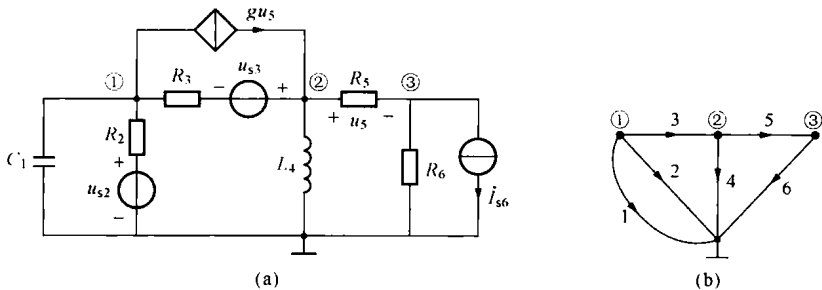 gu₅
① R₃ − uₛ₃ + ② R₅ ③
+ u₅ −
R₂
C₁ + uₛ₂ −
L₄
R₆
İₛ₆
(a)
① 3 ② 5 ③
2 4 6
1
(b)